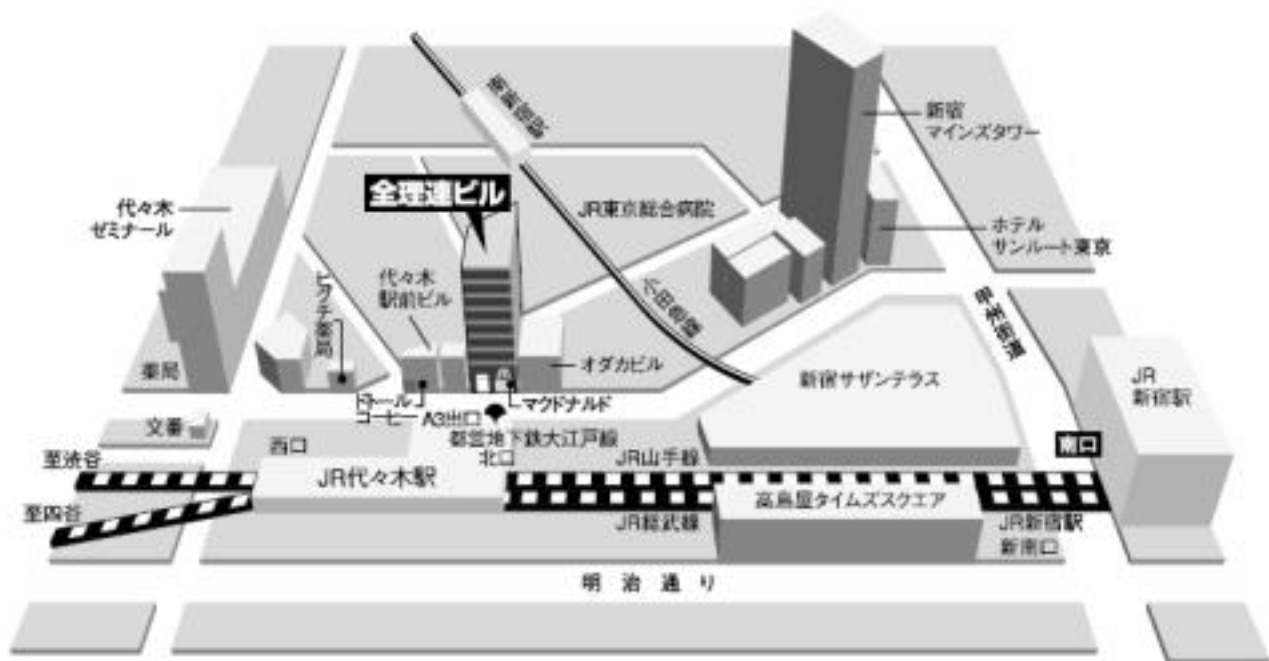 新宿
マインズタワー
南新宿駅
全理連ビル
JR東京総合病院
代々木
ゼミナール
ホテル
サンルート東京
代々木
駅前ビル
小田急線
甲州街道
ヒグチ薬局
薬局
オダカビル
新宿サザンテラス
JR
新宿駅
ドトール
コーヒー
マクドナルド
A3出口
交番
都営地下鉄大江戸線
西口
北口
南口
至渋谷
JR代々木駅
JR山手線
高島屋タイムズスクエア
至四谷
JR総武線
JR新宿駅
新南口
明治通り